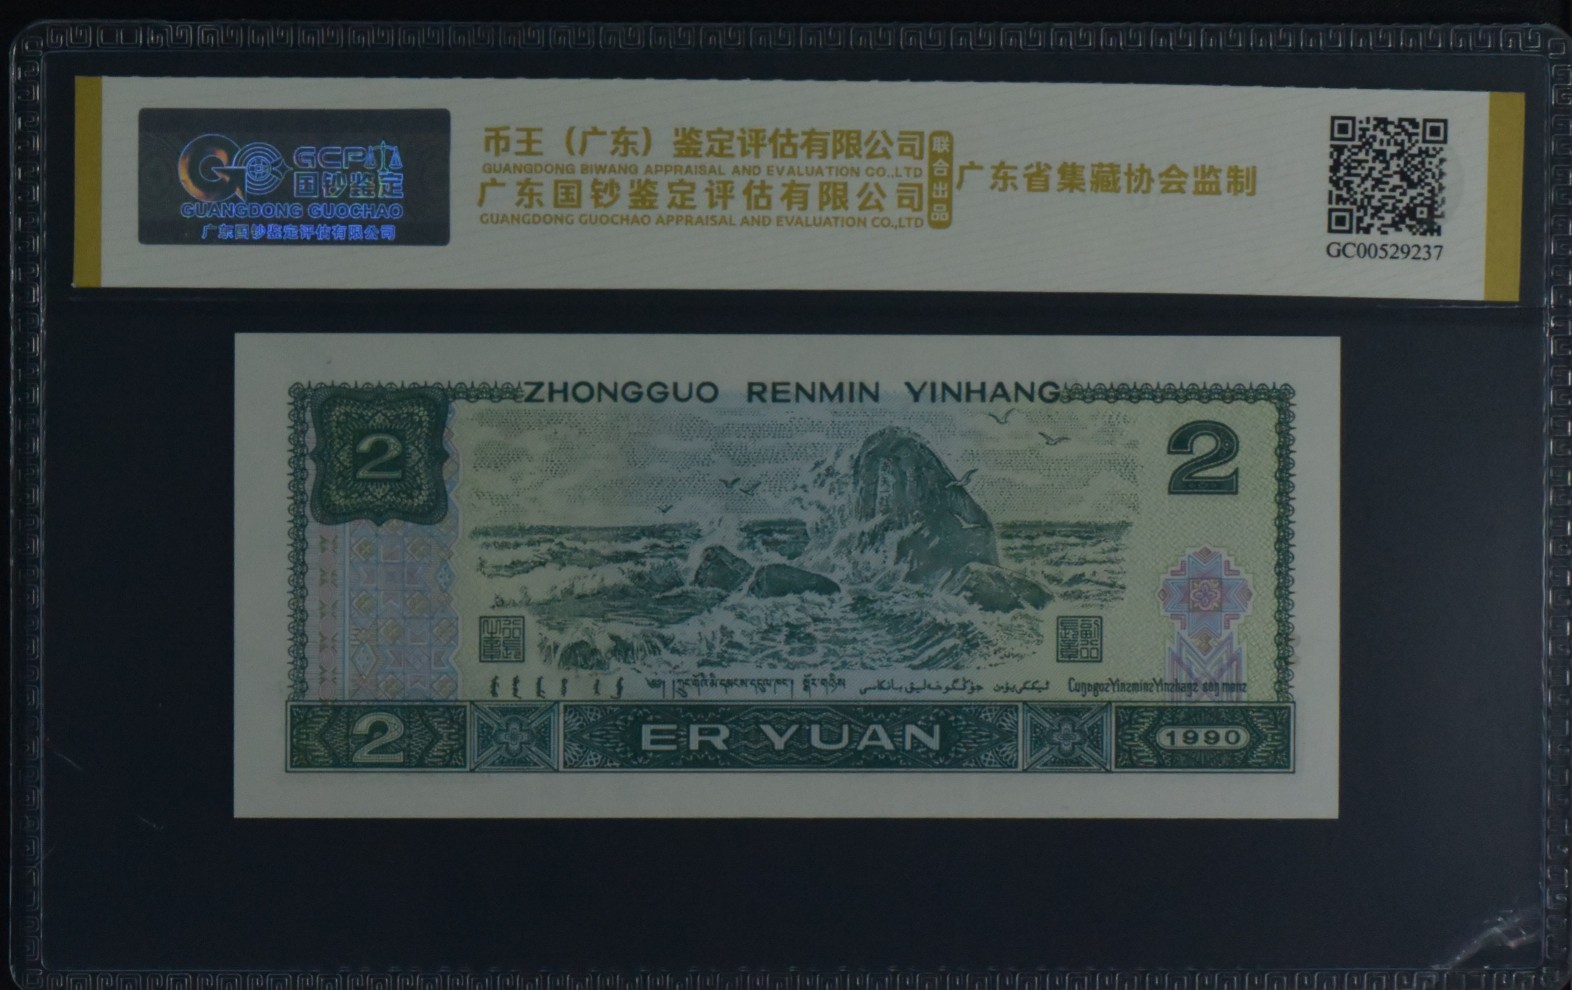 GCP
国钞鉴定
GUANGDONG GUOCHAO
广东国钞鉴定评估有限公司
币王（广东）鉴定评估有限公司
GUANGDONG BIWANG APPRAISAL AND EVALUATION CO.,LTD
广东国钞鉴定评估有限公司
GUANGDONG GUOCHAO APPRAISAL AND EVALUATION CO.,LTD
联合出品
广东省集藏协会监制
GC00529237
ZHONGGUO RENMIN YINHANG
2
2
2
ER YUAN
1990